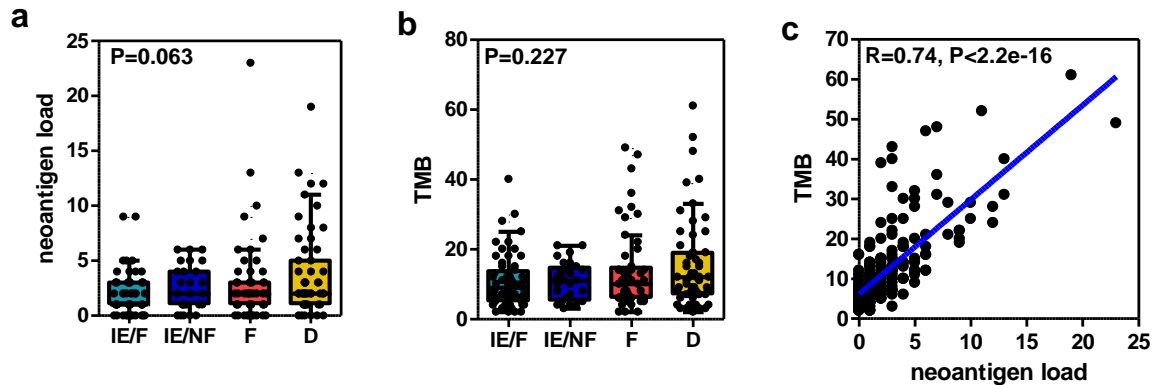 a
P=0.063
neoantigen load
25
20
15
10
5
0
IE/F IE/NF F D
b
P=0.227
TMB
80
60
40
20
0
IE/F IE/NF F D
c
R=0.74, P<2.2e-16
TMB
70
60
50
40
30
20
10
0
0 5 10 15 20 25
neoantigen load